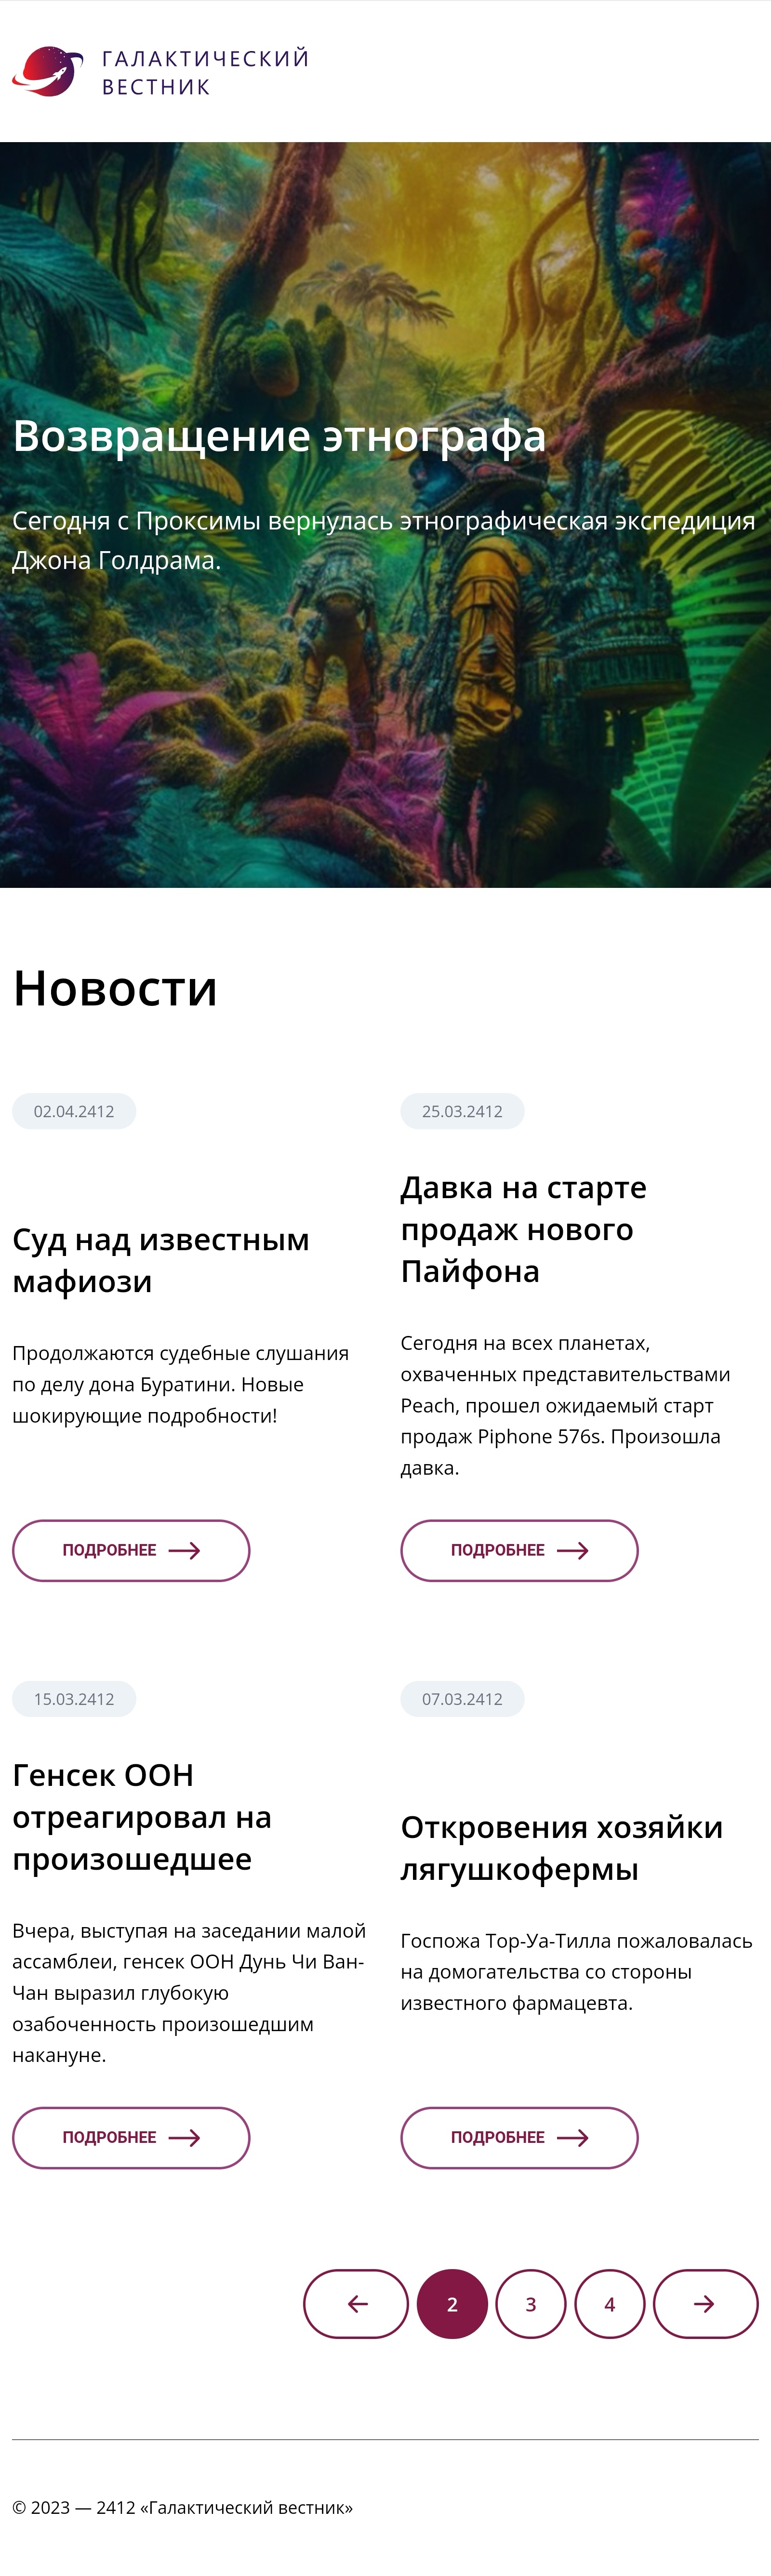 ГАЛАКТИЧЕСКИЙ
ВЕСТНИК
Возвращение этнографа
Сегодня с Проксимы вернулась этнографическая экспедиция
Джона Голдрама.
Новости
02.04.2412
Суд над известным
мафиози
Продолжаются судебные слушания
по делу дона Буратини. Новые
шокирующие подробности!
ПОДРОБНЕЕ
25.03.2412
Давка на старте
продаж нового
Пайфона
Сегодня на всех планетах,
охваченных представительствами
Peach, прошел ожидаемый старт
продаж Piphone 576s. Произошла
давка.
ПОДРОБНЕЕ
15.03.2412
Генсек ООН
отреагировал на
произошедшее
Вчера, выступая на заседании малой
ассамблеи, генсек ООН Дунь Чи Ван-
Чан выразил глубокую
озабоченность произошедшим
накануне.
ПОДРОБНЕЕ
07.03.2412
Откровения хозяйки
лягушкофермы
Госпожа Тор-Уа-Тилла пожаловалась
на домогательства со стороны
известного фармацевта.
ПОДРОБНЕЕ
2 3 4
© 2023 — 2412 «Галактический вестник»